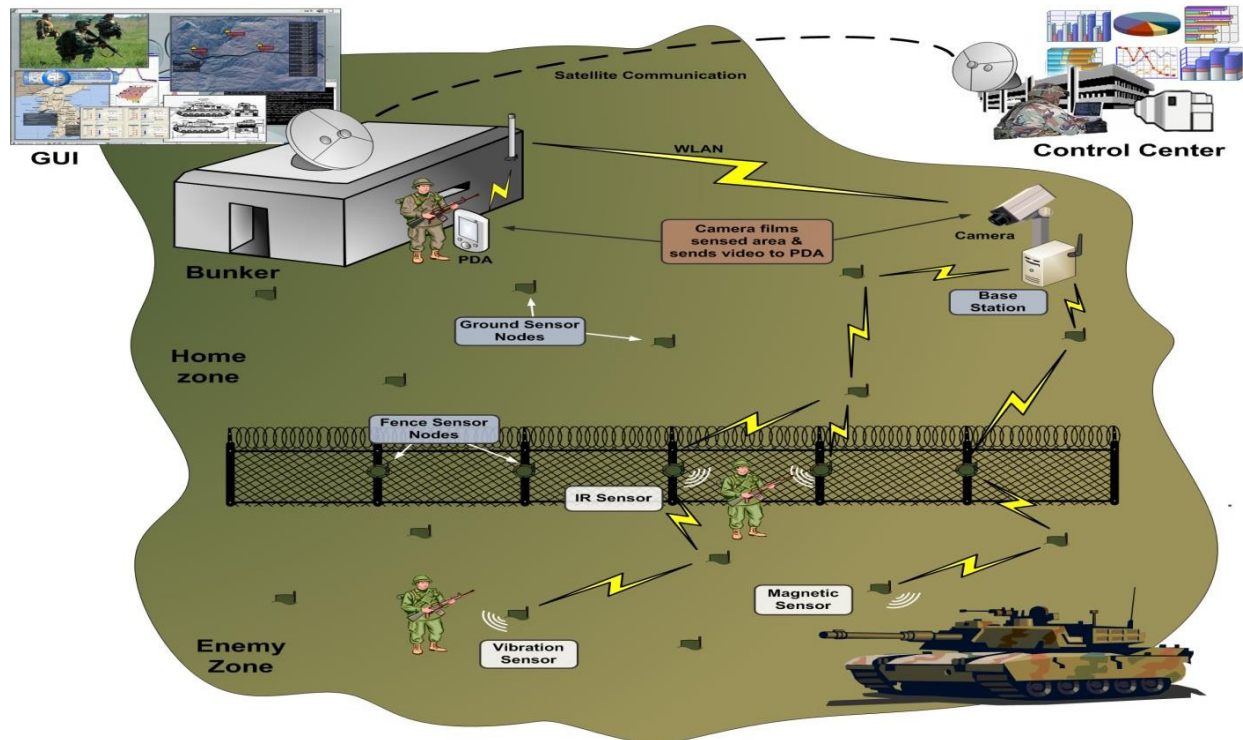 GUI
Satellite Communication
Control Center
WLAN
Camera films
sensed area &
sends video to PDA
Camera
PDA
Bunker
Base
Station
Ground Sensor
Nodes
Home
zone
Fence Sensor
Nodes
IR Sensor
Magnetic
Sensor
Vibration
Sensor
Enemy
Zone